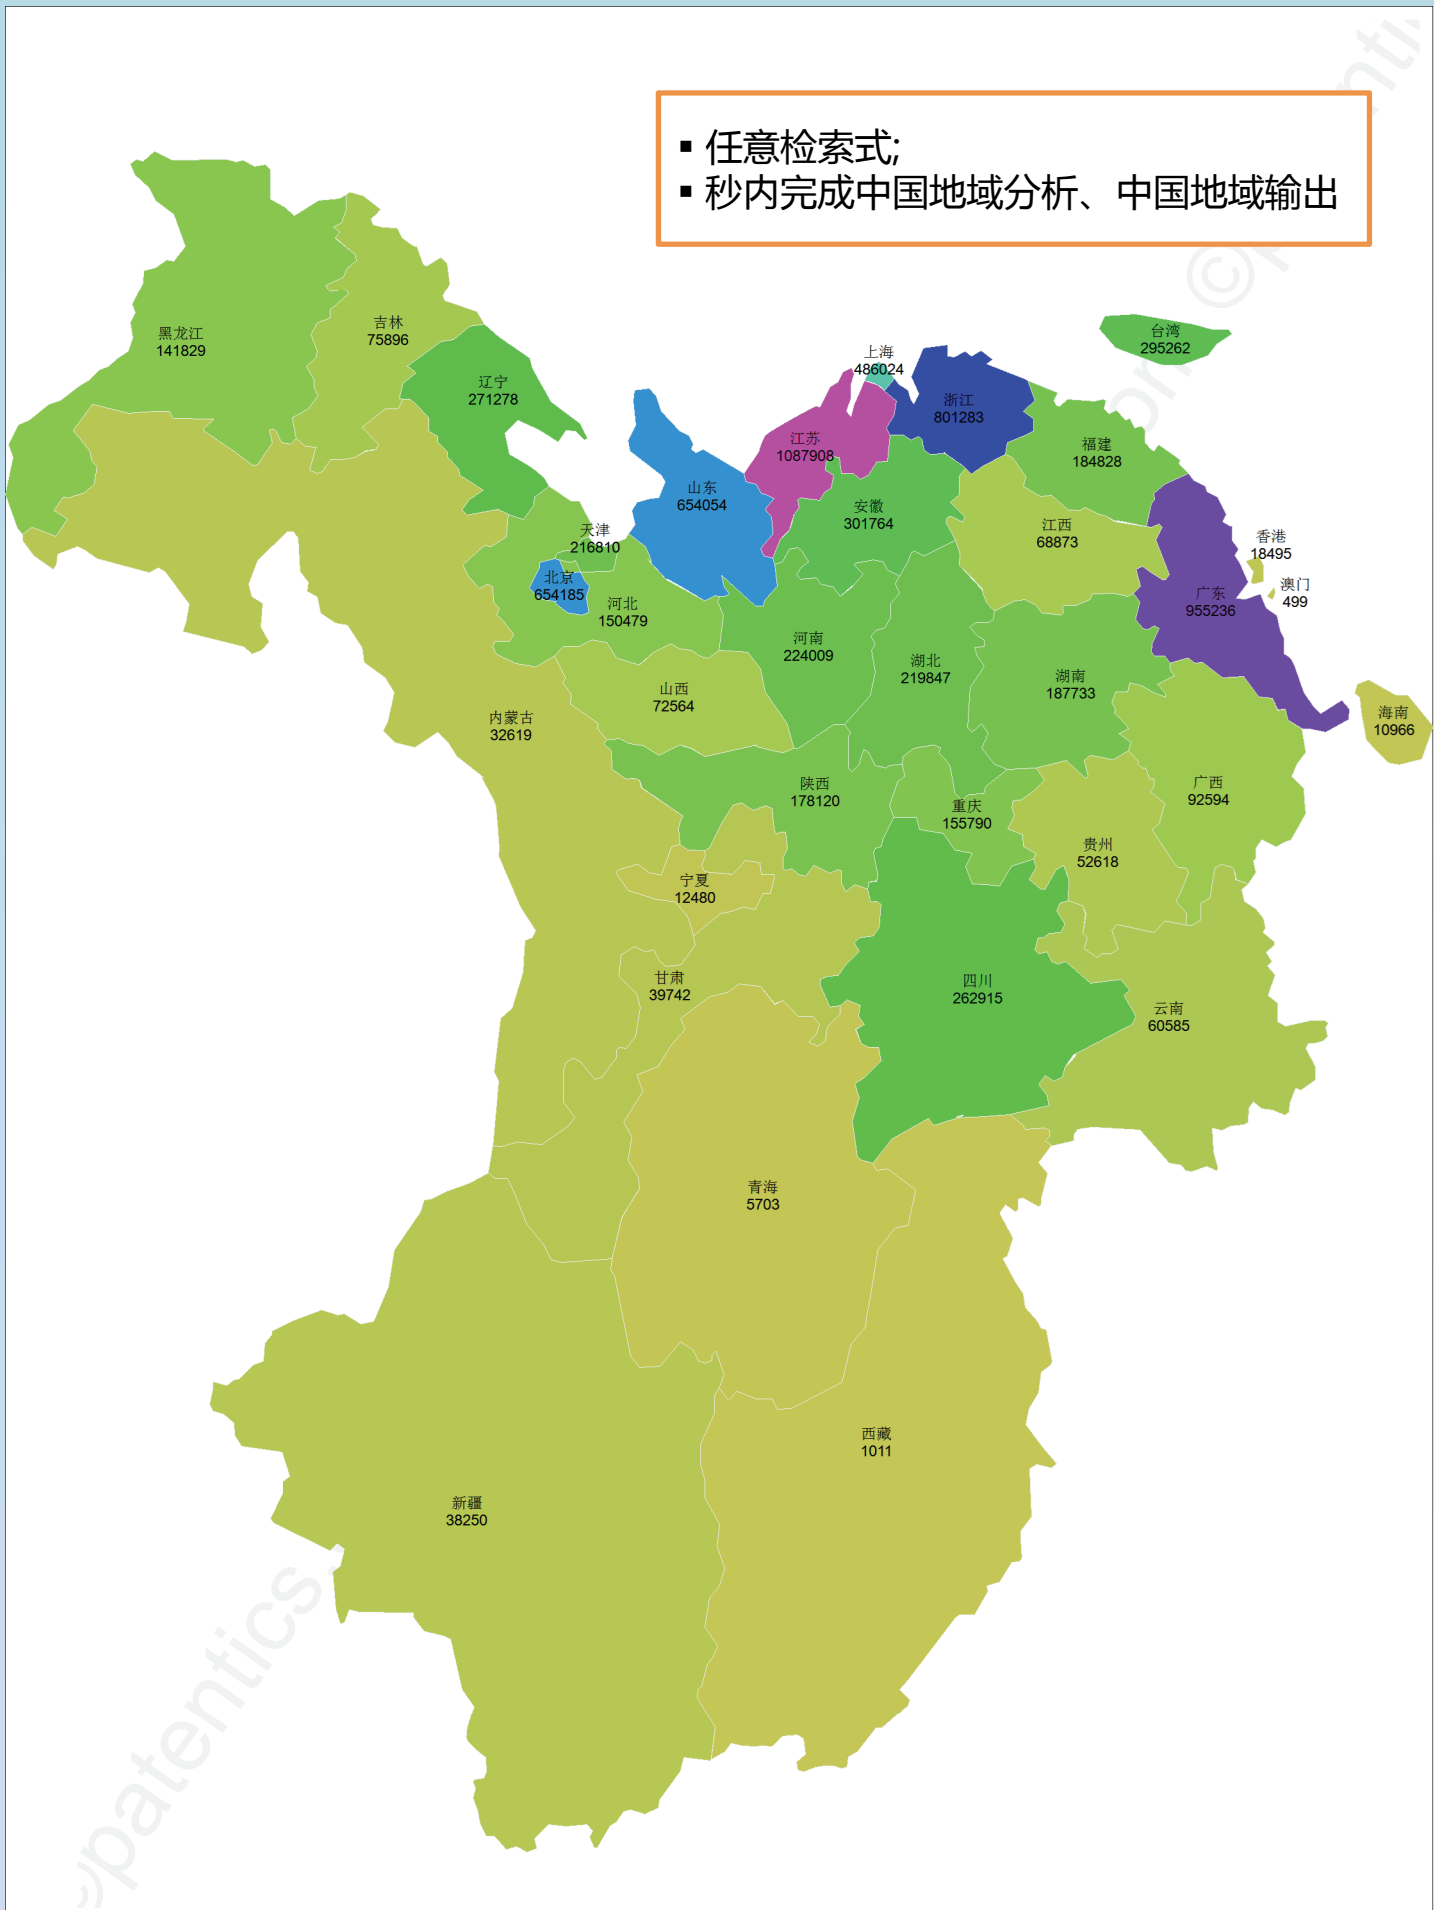 ▪ 任意检索式;
▪ 秒内完成中国地域分析、中国地域输出
黑龙江
141829
吉林
75896
辽宁
271278
上海
486024
浙江
801283
台湾
295262
江苏
1087908
福建
184828
山东
654054
安徽
301764
江西
68873
天津
216810
香港
18495
北京
654185
澳门
499
广东
955236
河北
150479
河南
224009
湖北
219847
湖南
187733
山西
72564
内蒙古
32619
海南
10966
陕西
178120
重庆
155790
广西
92594
贵州
52618
宁夏
12480
甘肃
39742
四川
262915
云南
60585
青海
5703
西藏
1011
新疆
38250
©patentics.